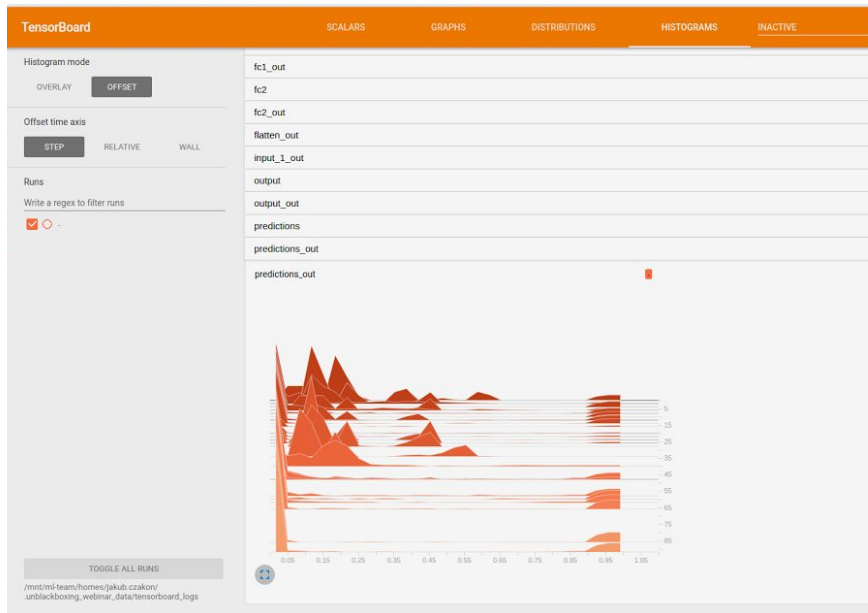 TensorBoard
SCALARS
GRAPHS
DISTRIBUTIONS
HISTOGRAMS
INACTIVE
Histogram mode
OVERLAY
OFFSET
Offset time axis
STEP
RELATIVE
WALL
Runs
Write a regex to filter runs
-
TOGGLE ALL RUNS
/mnt/ml-team/homes/jakub.czakon/
.unblackboxing_webinar_data/tensorboard_logs
fc1_out
fc2
fc2_out
flatten_out
input_1_out
output
output_out
predictions
predictions_out
predictions_out
5
15
25
35
45
55
65
75
85
0.05 0.15 0.25 0.35 0.45 0.55 0.65 0.75 0.85 0.95 1.05